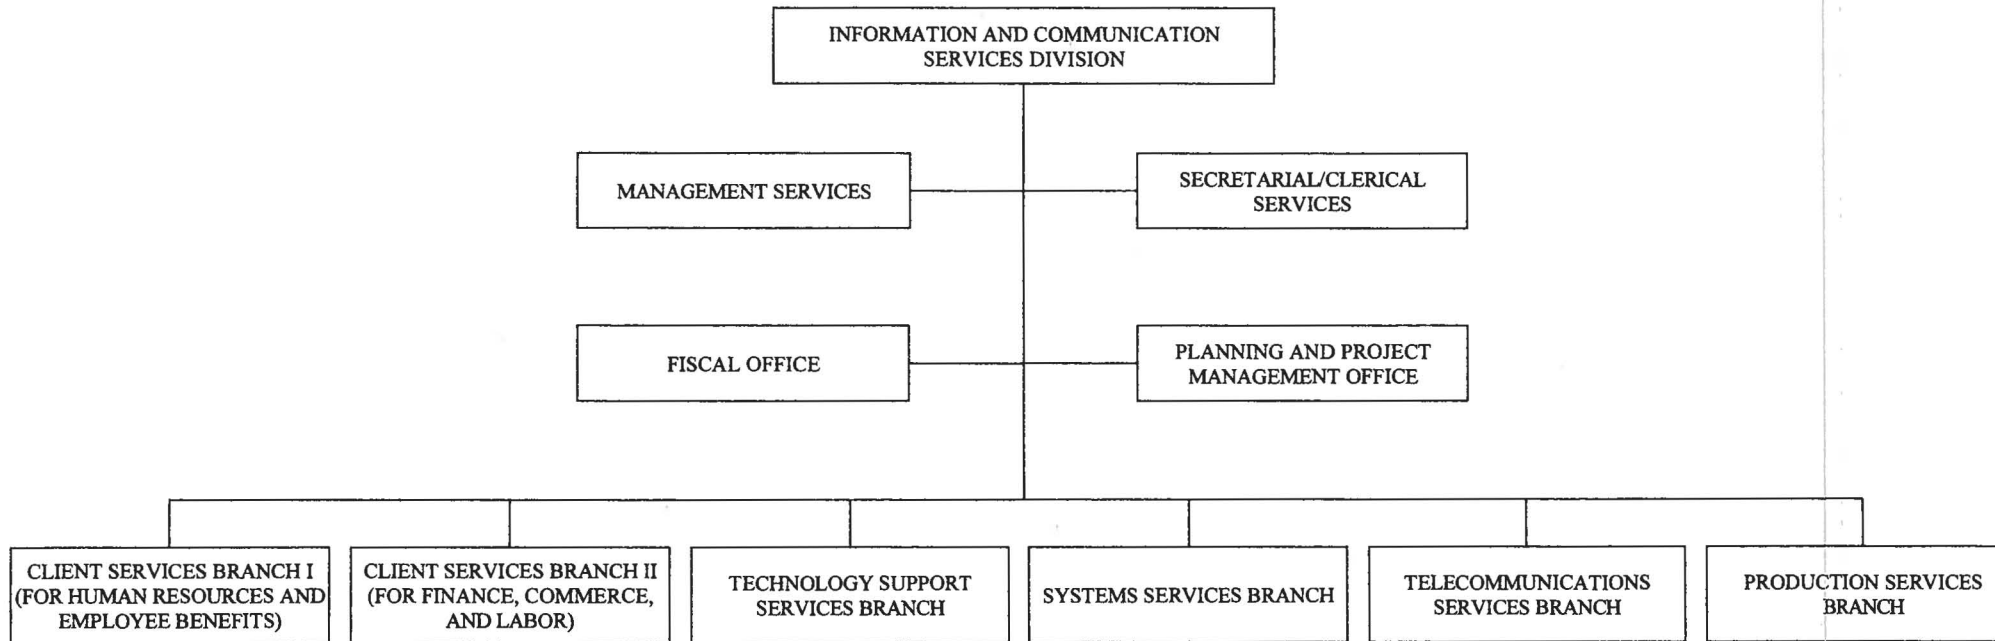 INFORMATION AND COMMUNICATION
SERVICES DIVISION
MANAGEMENT SERVICES
SECRETARIAL/CLERICAL
SERVICES
FISCAL OFFICE
PLANNING AND PROJECT
MANAGEMENT OFFICE
CLIENT SERVICES BRANCH I
(FOR HUMAN RESOURCES AND
EMPLOYEE BENEFITS)
CLIENT SERVICES BRANCH II
(FOR FINANCE, COMMERCE,
AND LABOR)
TECHNOLOGY SUPPORT
SERVICES BRANCH
SYSTEMS SERVICES BRANCH
TELECOMMUNICATIONS
SERVICES BRANCH
PRODUCTION SERVICES
BRANCH